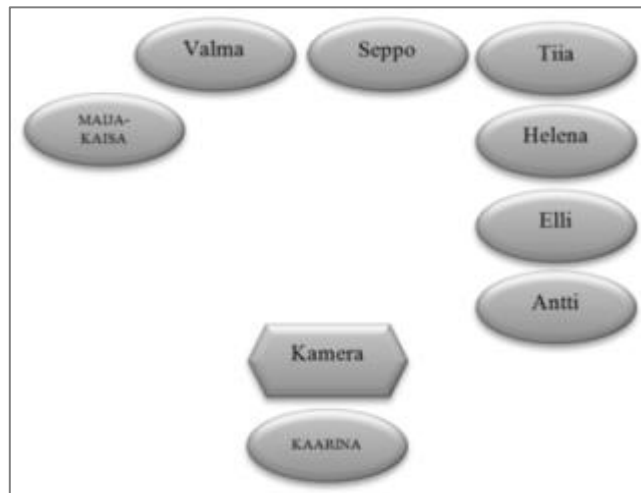 Valma
Seppo
Tiia
MAIJA-
KAISA
Helena
Elli
Antti
Kamera
KAARINA